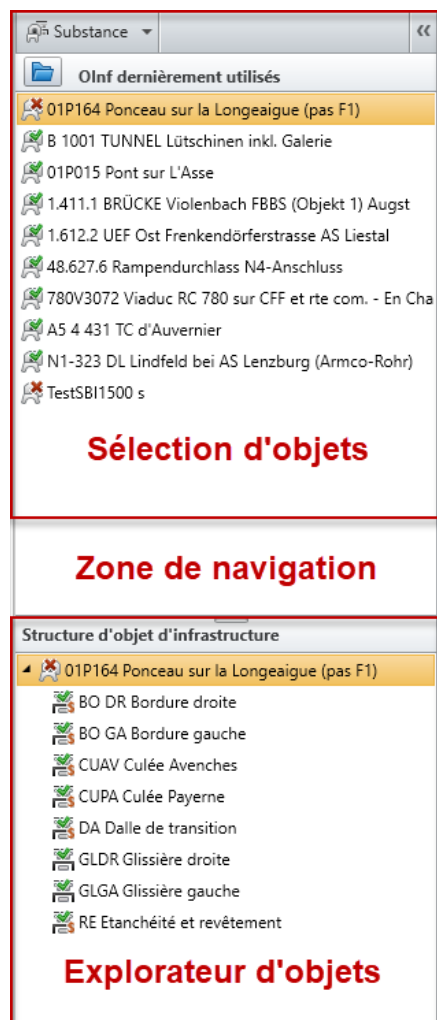 Substance
OInf dernièrement utilisés
01P164 Ponceau sur la Longeaigue (pas F1)
B 1001 TUNNEL Lütschinen inkl. Galerie
01P015 Pont sur L'Asse
1.411.1 BRÜCKE Violenbach FBBS (Objekt 1) Augst
1.612.2 UEF Ost Frenkendörferstrasse AS Liestal
48.627.6 Rampendurchlass N4-Anschluss
780V3072 Viaduc RC 780 sur CFF et rte com. - En Cha
A5 4 431 TC d'Auvernier
N1-323 DL Lindfeld bei AS Lenzburg (Armco-Rohr)
TestSBI1500 s
Sélection d'objets
Zone de navigation
Structure d'objet d'infrastructure
01P164 Ponceau sur la Longeaigue (pas F1)
BO DR Bordure droite
BO GA Bordure gauche
CUAV Culée Avenches
CUPA Culée Payerne
DA Dalle de transition
GLDR Glissière droite
GLGA Glissière gauche
RE Etanchéité et revêtement
Explorateur d'objets